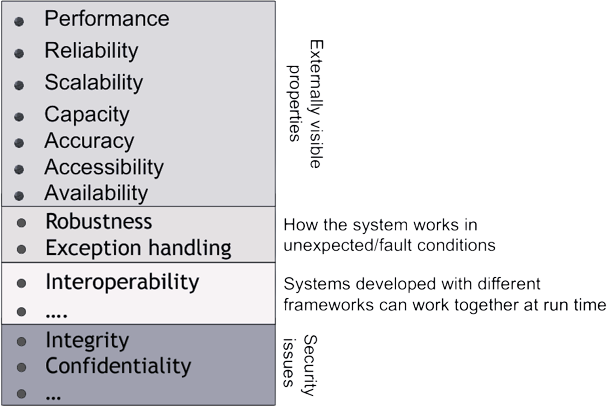 Performance
Reliability
Scalability
Capacity
Accuracy
Accessibility
Availability
Externally visible
properties
Robustness
Exception handling
How the system works in
unexpected/fault conditions
Interoperability
....
Systems developed with different
frameworks can work together at run time
Integrity
Confidentiality
...
Security
issues